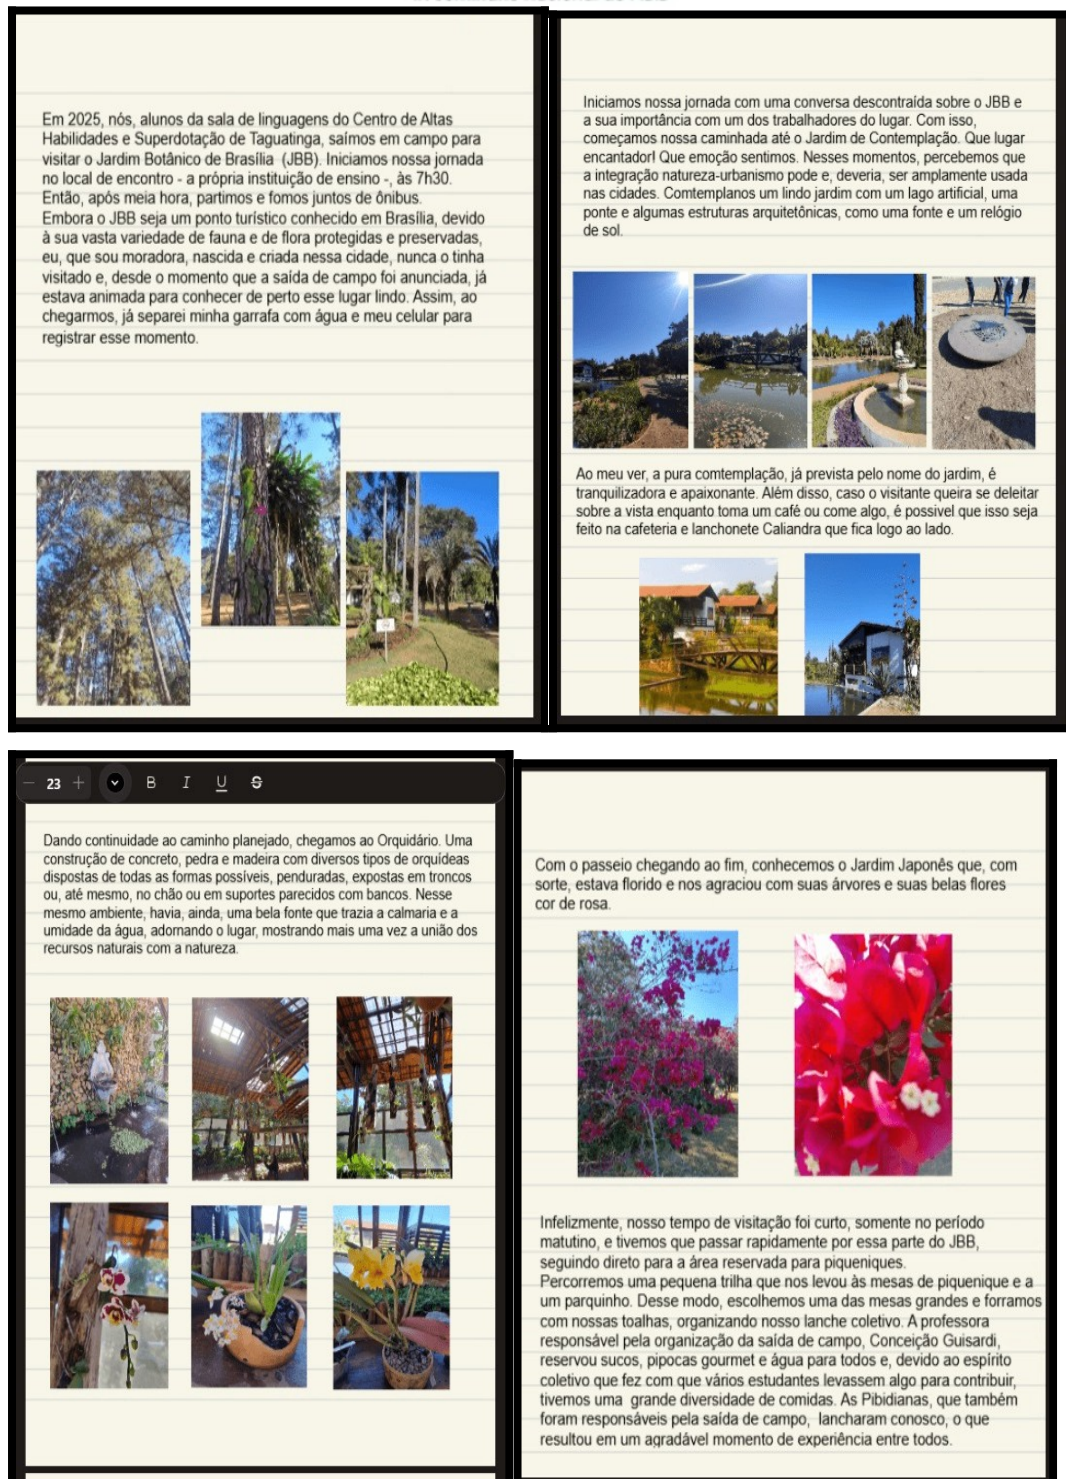 Em 2025, nós, alunos da sala de linguagens do Centro de Altas
Habilidades e Superdotação de Taguatinga, saímos em campo para
visitar o Jardim Botânico de Brasília (JBB). Iniciamos nossa jornada
no local de encontro - a própria instituição de ensino -, às 7h30.
Então, após meia hora, partimos e fomos juntos de ônibus.
Embora o JBB seja um ponto turístico conhecido em Brasília, devido
à sua vasta variedade de fauna e de flora protegidas e preservadas,
eu, que sou moradora, nascida e criada nessa cidade, nunca o tinha
visitado e, desde o momento que a saída de campo foi anunciada, já
estava animada para conhecer de perto esse lugar lindo. Assim, ao
chegarmos, já separei minha garrafa com água e meu celular para
registrar esse momento.
Iniciamos nossa jornada com uma conversa descontraída sobre o JBB e
a sua importância com um dos trabalhadores do lugar. Com isso,
começamos nossa caminhada até o Jardim de Contemplação. Que lugar
encantador! Que emoção sentimos. Nesses momentos, percebemos que
a integração natureza-urbanismo pode e, deveria, ser amplamente usada
nas cidades. Comtemplanos um lindo jardim com um lago artificial, uma
ponte e algumas estruturas arquitetônicas, como uma fonte e um relógio
de sol.
Ao meu ver, a pura comtemplação, já prevista pelo nome do jardim, é
tranquilizadora e apaixonante. Além disso, caso o visitante queira se deleitar
sobre a vista enquanto toma um café ou come algo, é possivel que isso seja
feito na cafeteria e lanchonete Caliandra que fica logo ao lado.
23 B I U S
Dando continuidade ao caminho planejado, chegamos ao Orquidário. Uma
construção de concreto, pedra e madeira com diversos tipos de orquídeas
dispostas de todas as formas possíveis, penduradas, expostas em troncos
ou, até mesmo, no chão ou em suportes parecidos com bancos. Nesse
mesmo ambiente, havia, ainda, uma bela fonte que trazia a calmaria e a
umidade da água, adornando o lugar, mostrando mais uma vez a união dos
recursos naturais com a natureza.
Com o passeio chegando ao fim, conhecemos o Jardim Japonês que, com
sorte, estava florido e nos agraciou com suas árvores e suas belas flores
cor de rosa.
Infelizmente, nosso tempo de visitação foi curto, somente no período
matutino, e tivemos que passar rapidamente por essa parte do JBB,
seguindo direto para a área reservada para piqueniques.
Percorremos uma pequena trilha que nos levou às mesas de piquenique e a
um parquinho. Desse modo, escolhemos uma das mesas grandes e forramos
com nossas toalhas, organizando nosso lanche coletivo. A professora
responsável pela organização da saída de campo, Conceição Guisardi,
reservou sucos, pipocas gourmet e água para todos e, devido ao espírito
coletivo que fez com que vários estudantes levassem algo para contribuir,
tivemos uma grande diversidade de comidas. As Pibidianas, que também
foram responsáveis pela saída de campo, lancharam conosco, o que
resultou em um agradável momento de experiência entre todos.